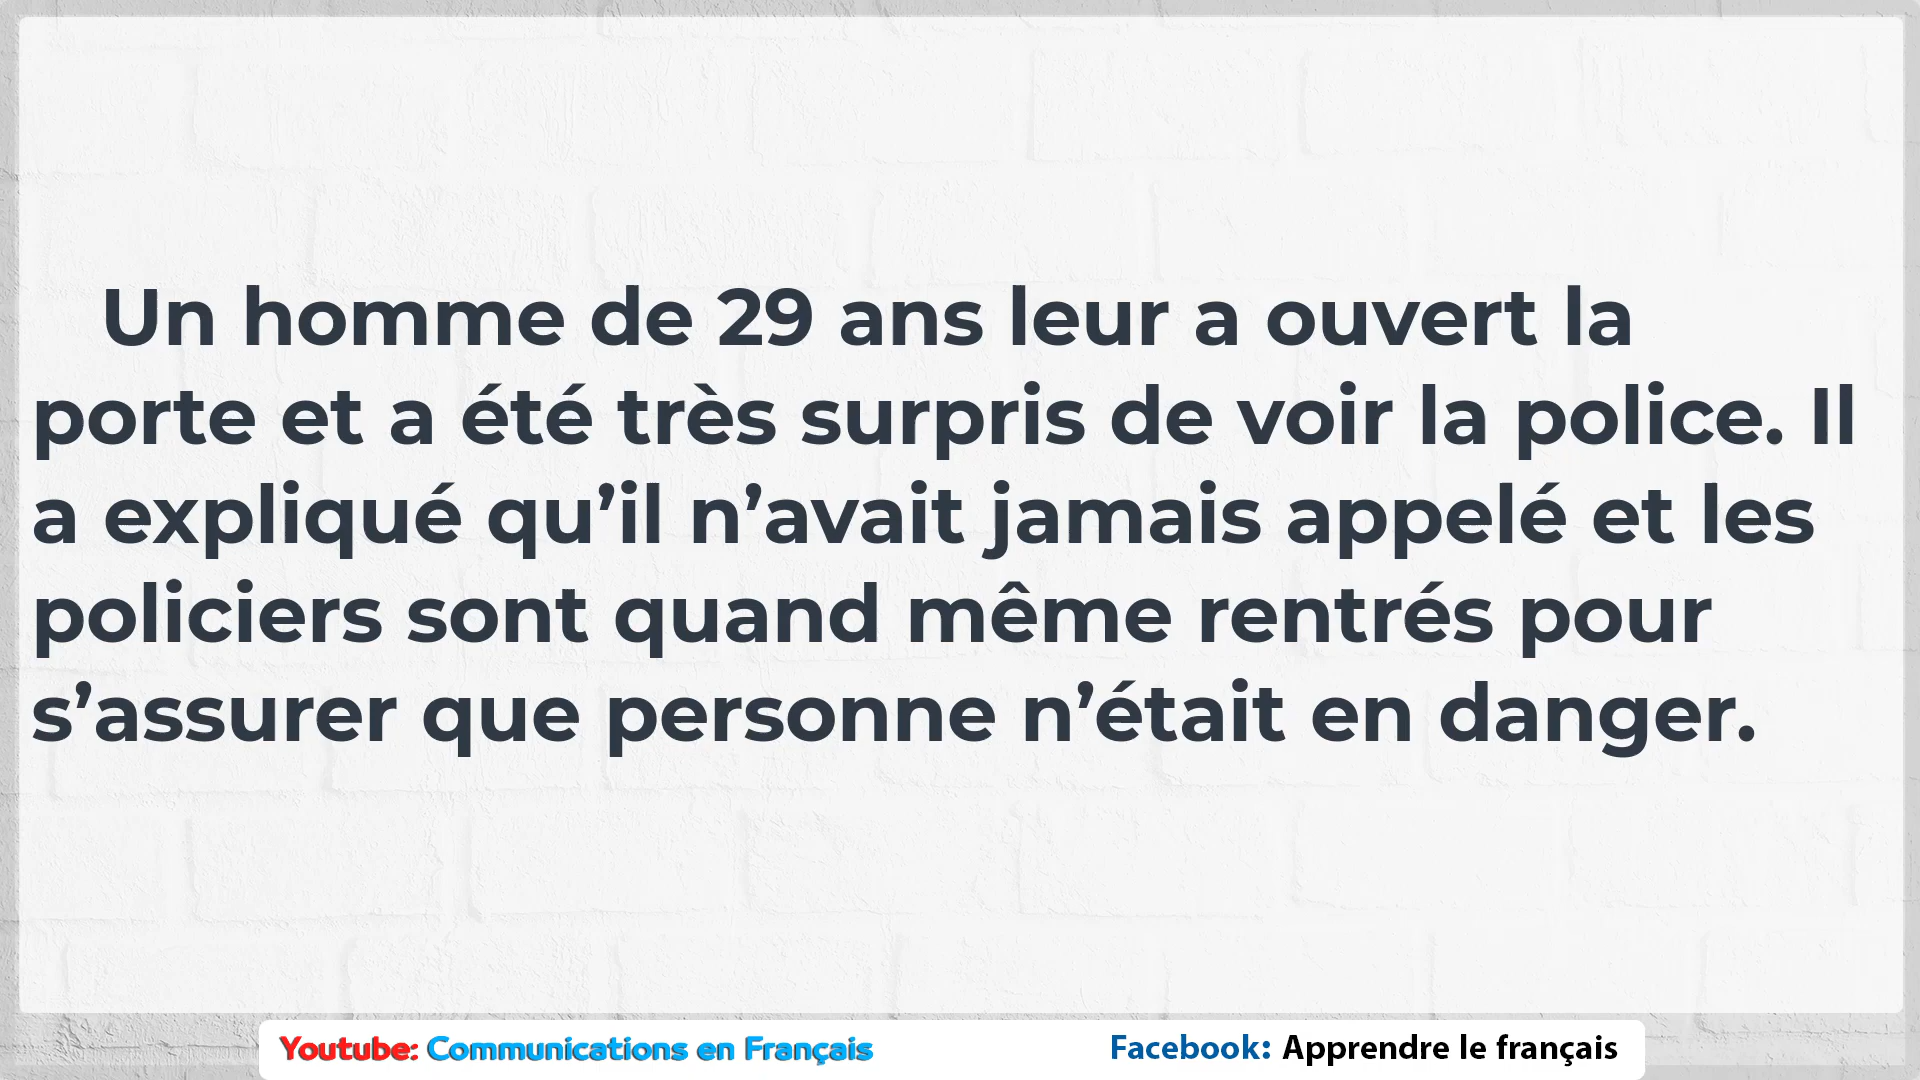 Un homme de 29 ans leur a ouvert la
porte et a été très surpris de voir la police. Il
a expliqué qu’il n’avait jamais appelé et les
policiers sont quand même rentrés pour
s’assurer que personne n’était en danger.
Youtube: Communications en Français
Facebook: Apprendre le français